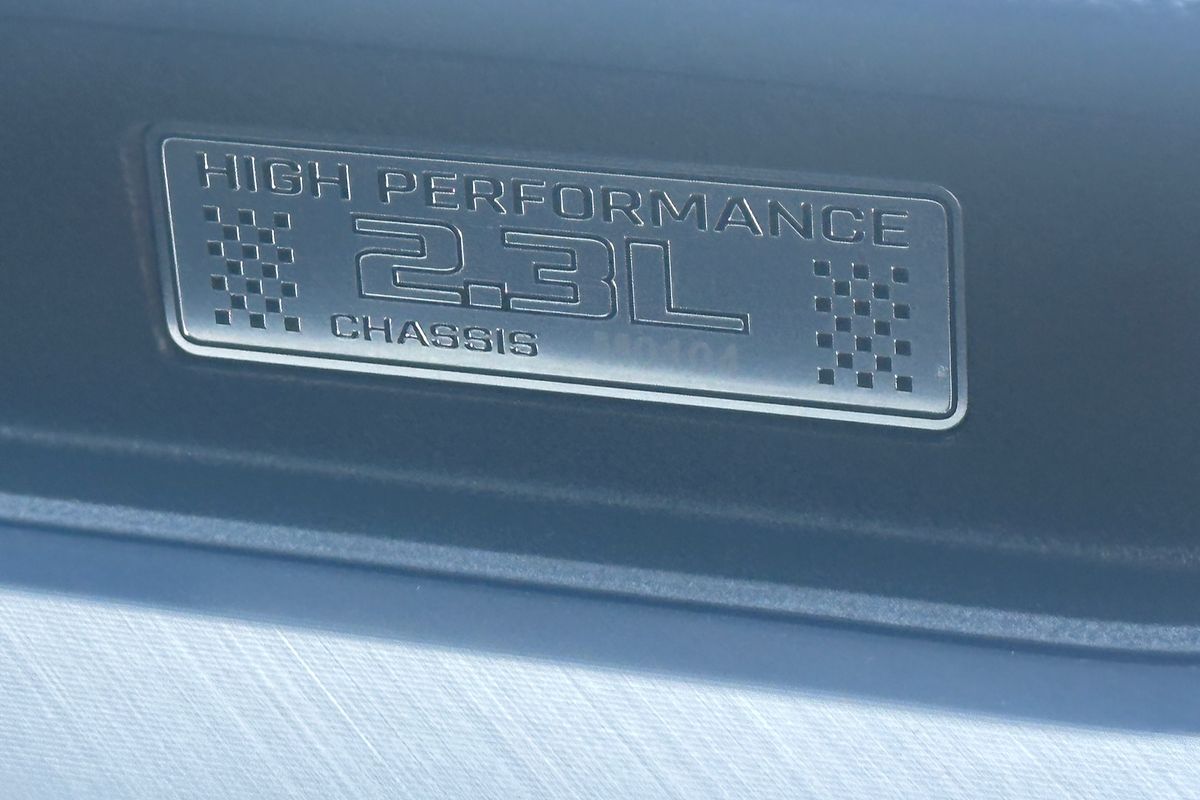 HIGH PERFORMANCE
2.3L
CHASSIS